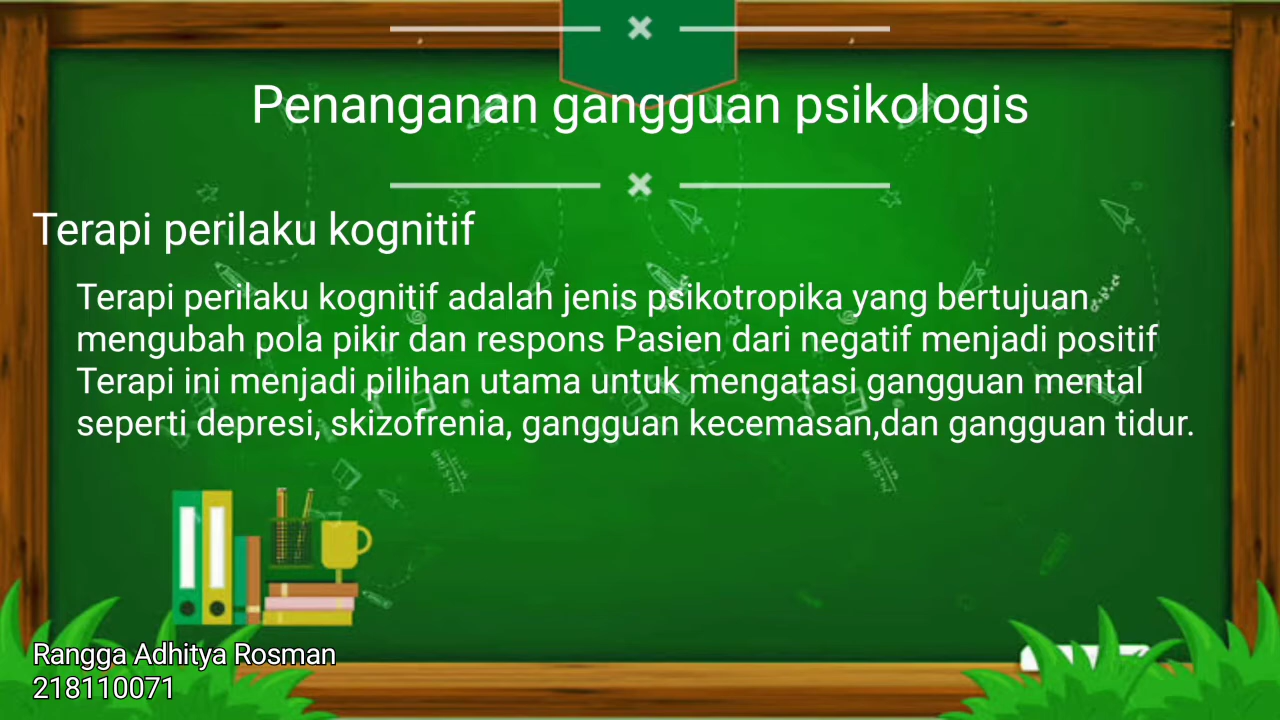 Penanganan gangguan psikologis
Terapi perilaku kognitif
Terapi perilaku kognitif adalah jenis psikotropika yang bertujuan
mengubah pola pikir dan respons Pasien dari negatif menjadi positif
Terapi ini menjadi pilihan utama untuk mengatasi gangguan mental
seperti depresi, skizofrenia, gangguan kecemasan,dan gangguan tidur.
Rangga Adhitya Rosman
218110071